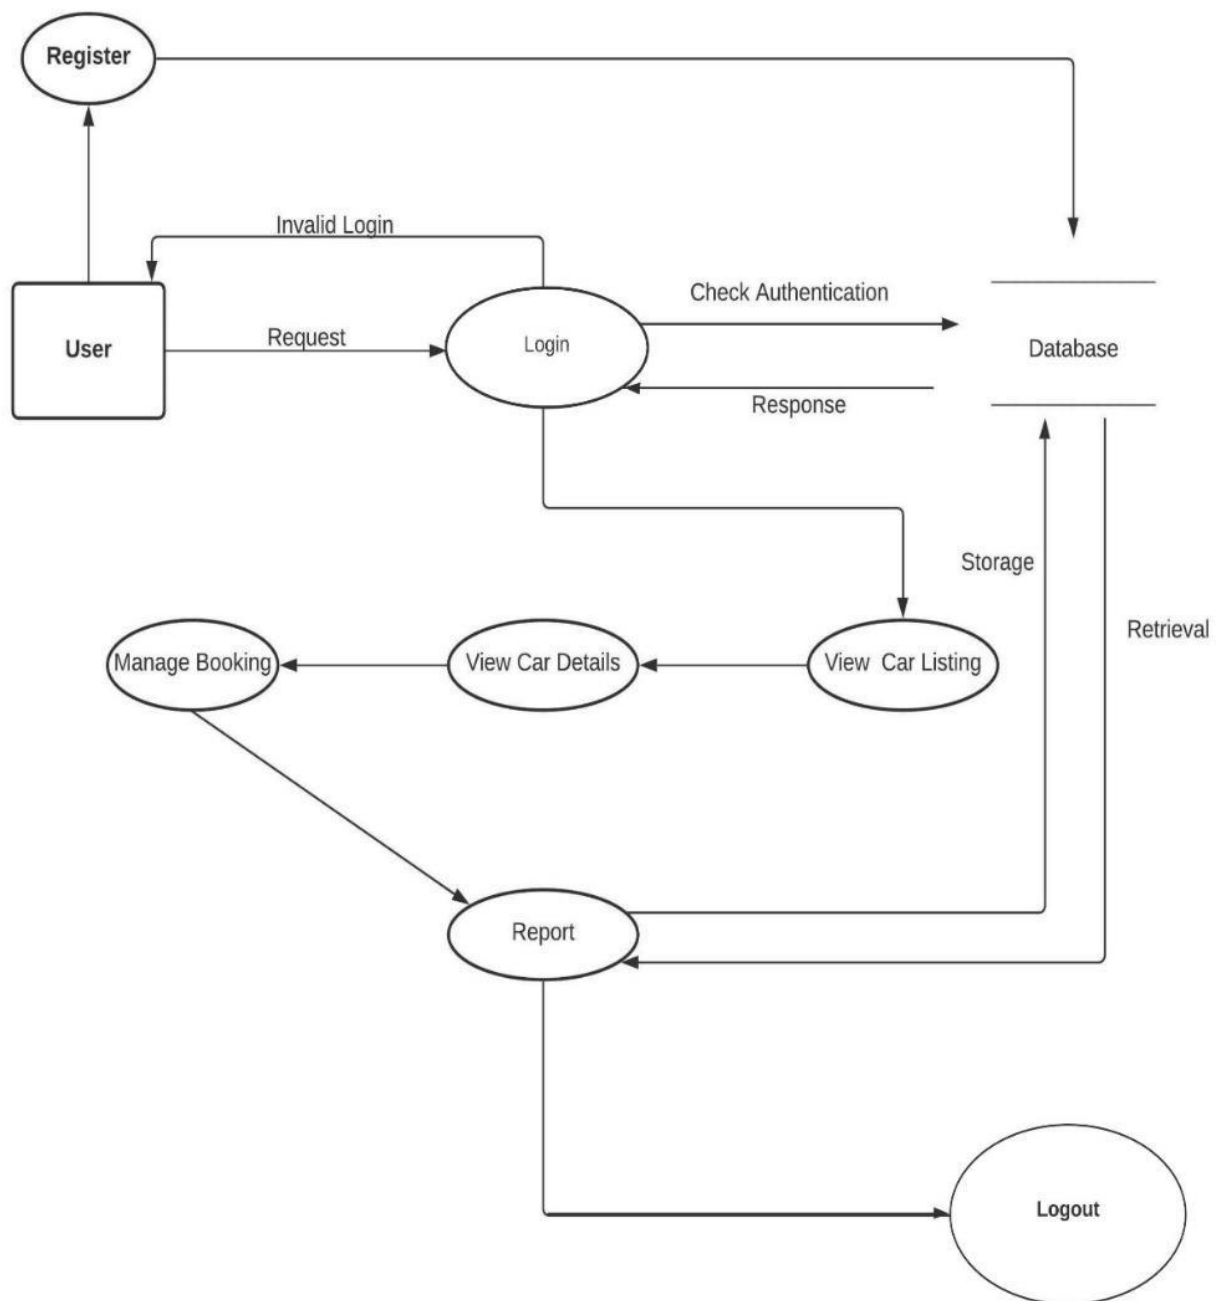 Register
Invalid Login
Check Authentication
User
Request
Login
Database
Response
Storage
Retrieval
Manage Booking
View Car Details
View  Car Listing
Report
Logout